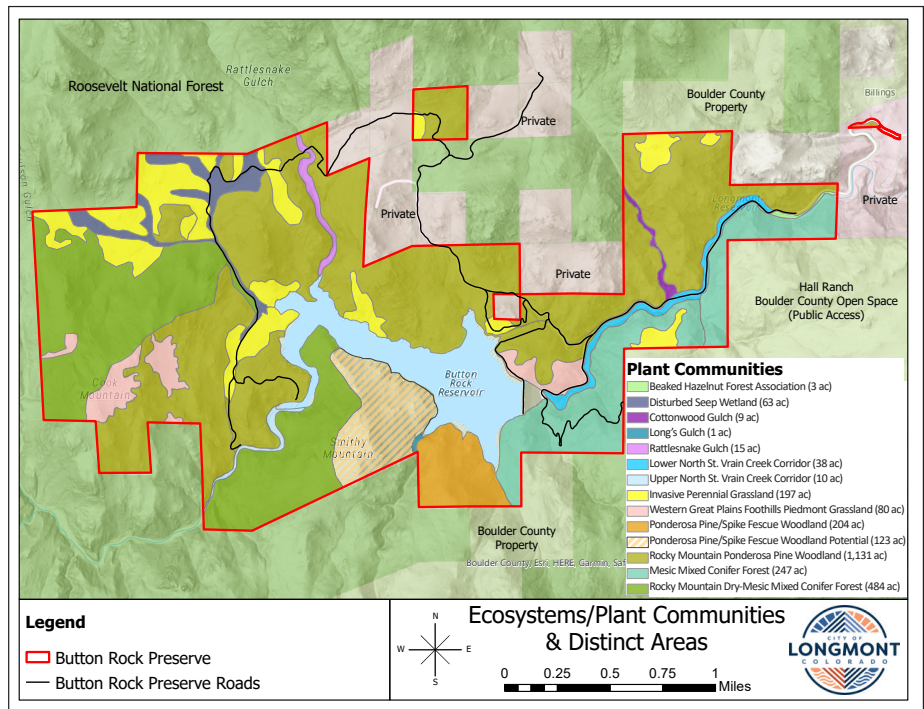 Roosevelt National Forest
Rattlesnake
Gulch
Boulder County
Property
Billings
Private
Private
Private
Private
Gulch
Longmont
Hall Ranch
Boulder County Open Space
(Public Access)
Cook
Mountain
Button
Rock
Reservoir
Smithy
Mountain
Boulder County
Property
Boulder County, Esri, HERE, Garmin, Saf
Plant Communities
Beaked Hazelnut Forest Association (3 ac)
Disturbed Seep Wetland (63 ac)
Cottonwood Gulch (9 ac)
Long's Gulch (1 ac)
Rattlesnake Gulch (15 ac)
Lower North St. Vrain Creek Corridor (38 ac)
Upper North St. Vrain Creek Corridor (10 ac)
Invasive Perennial Grassland (197 ac)
Western Great Plains Foothills Piedmont Grassland (80 ac)
Ponderosa Pine/Spike Fescue Woodland (204 ac)
Ponderosa Pine/Spike Fescue Woodland Potential (123 ac)
Rocky Mountain Ponderosa Pine Woodland (1,131 ac)
Mesic Mixed Conifer Forest (247 ac)
Rocky Mountain Dry-Mesic Mixed Conifer Forest (484 ac)
Legend
Button Rock Preserve
Button Rock Preserve Roads
N
W E
S
Ecosystems/Plant Communities
& Distinct Areas
0 0.5 1
Miles
CITY OF
LONGMONT
COLORADO